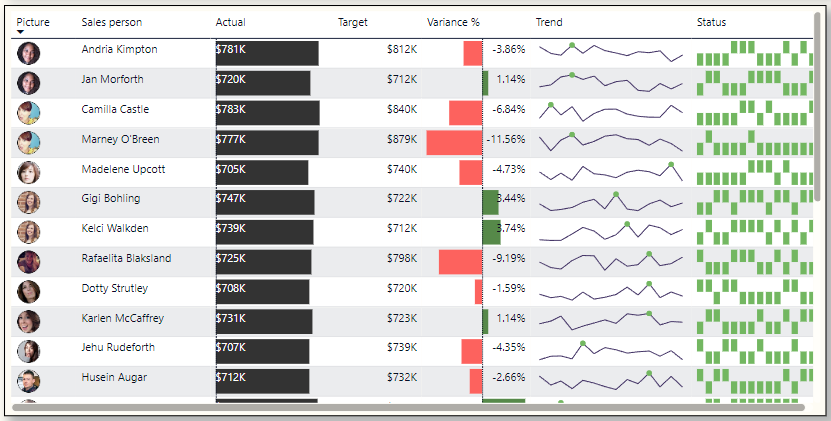 Picture Sales person Actual Target Variance % Trend Status
Andria Kimpton $781K $812K -3.86%
Jan Morforth $720K $712K 1.14%
Camilla Castle $783K $840K -6.84%
Marney O'Breen $777K $879K -11.56%
Madelene Upcott $705K $740K -4.73%
Gigi Bohling $747K $722K 3.44%
Kelci Walkden $739K $712K 3.74%
Rafaelita Blaksland $725K $798K -9.19%
Dotty Strutley $708K $720K -1.59%
Karlen McCaffrey $731K $723K 1.14%
Jehu Rudeforth $707K $739K -4.35%
Husein Augar $712K $732K -2.66%